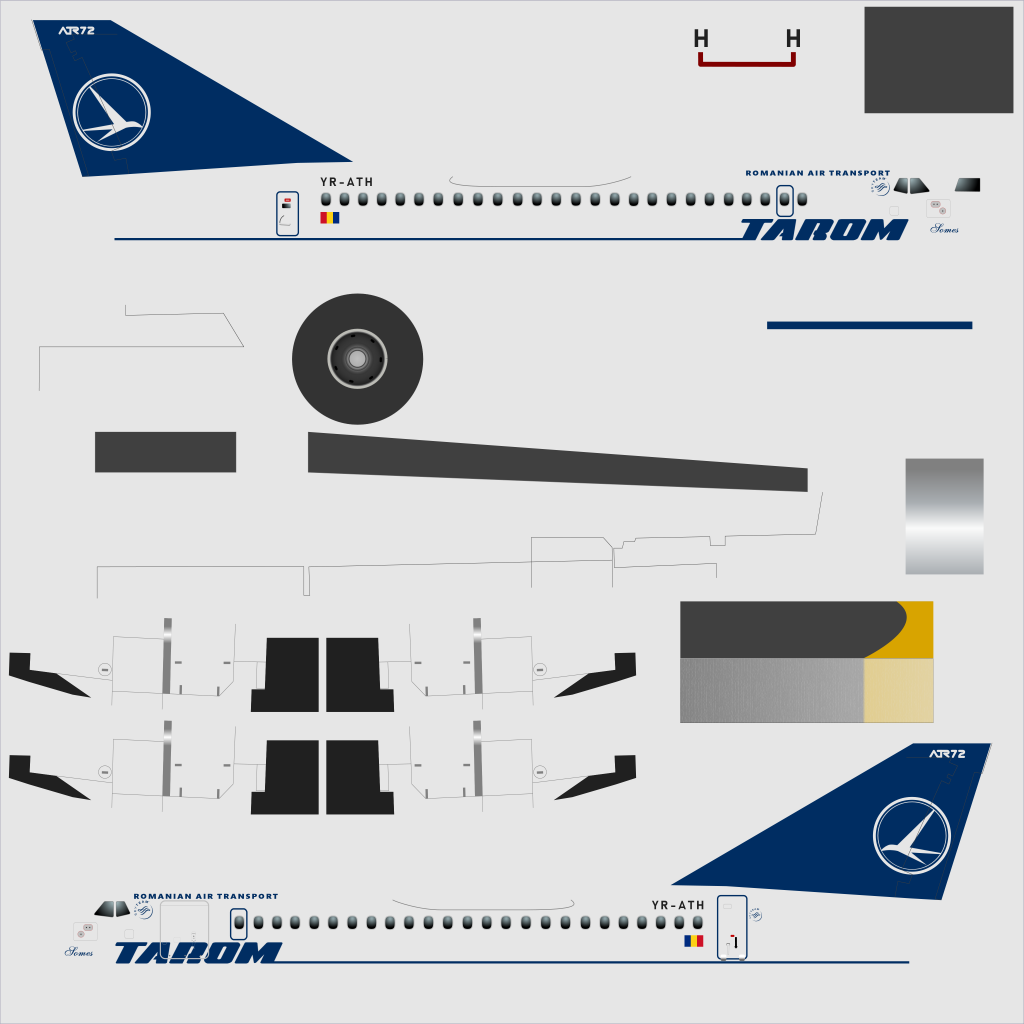 ATR72
H H
ROMANIAN AIR TRANSPORT
YR-ATH
TAROM
Somes
ATR72
ROMANIAN AIR TRANSPORT
YR-ATH
TAROM
Somes